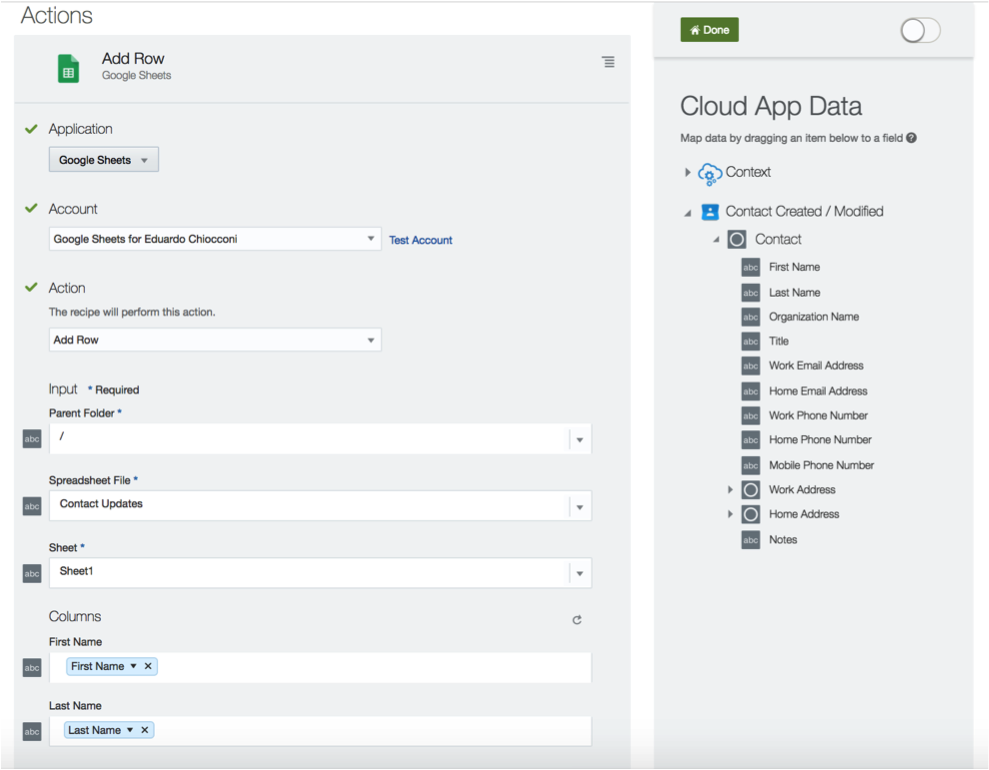 Actions
Add Row
Google Sheets
Application
Google Sheets
Account
Google Sheets for Eduardo Chiocconi
Test Account
Action
The recipe will perform this action.
Add Row
Input * Required
Parent Folder *
abc
/
Spreadsheet File *
abc
Contact Updates
Sheet *
abc
Sheet1
Columns
First Name
abc
First Name
Last Name
abc
Last Name
Done
Cloud App Data
Map data by dragging an item below to a field ?
Context
Contact Created / Modified
Contact
abc First Name
abc Last Name
abc Organization Name
abc Title
abc Work Email Address
abc Home Email Address
abc Work Phone Number
abc Home Phone Number
abc Mobile Phone Number
Work Address
Home Address
abc Notes